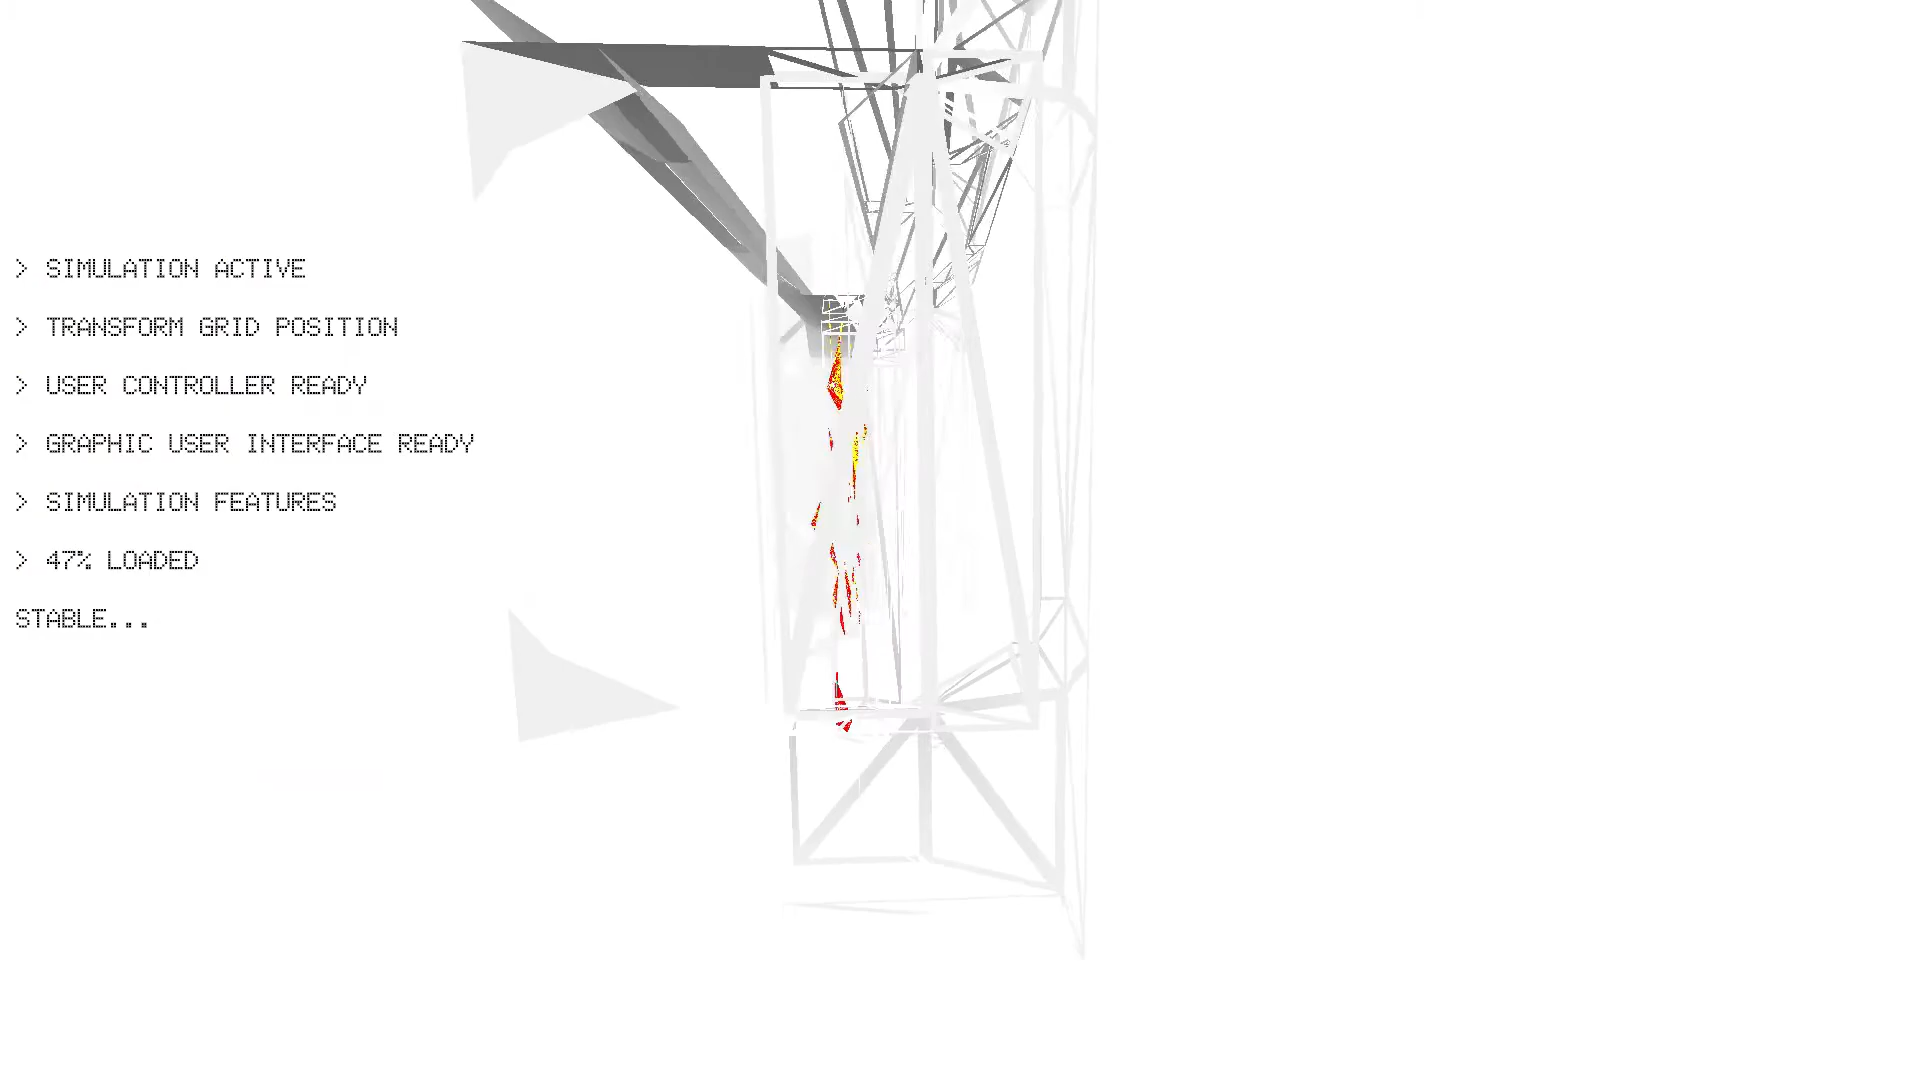 > SIMULATION ACTIVE
> TRANSFORM GRID POSITION
> USER CONTROLLER READY
> GRAPHIC USER INTERFACE READY
> SIMULATION FEATURES
> 47% LOADED
STABLE...